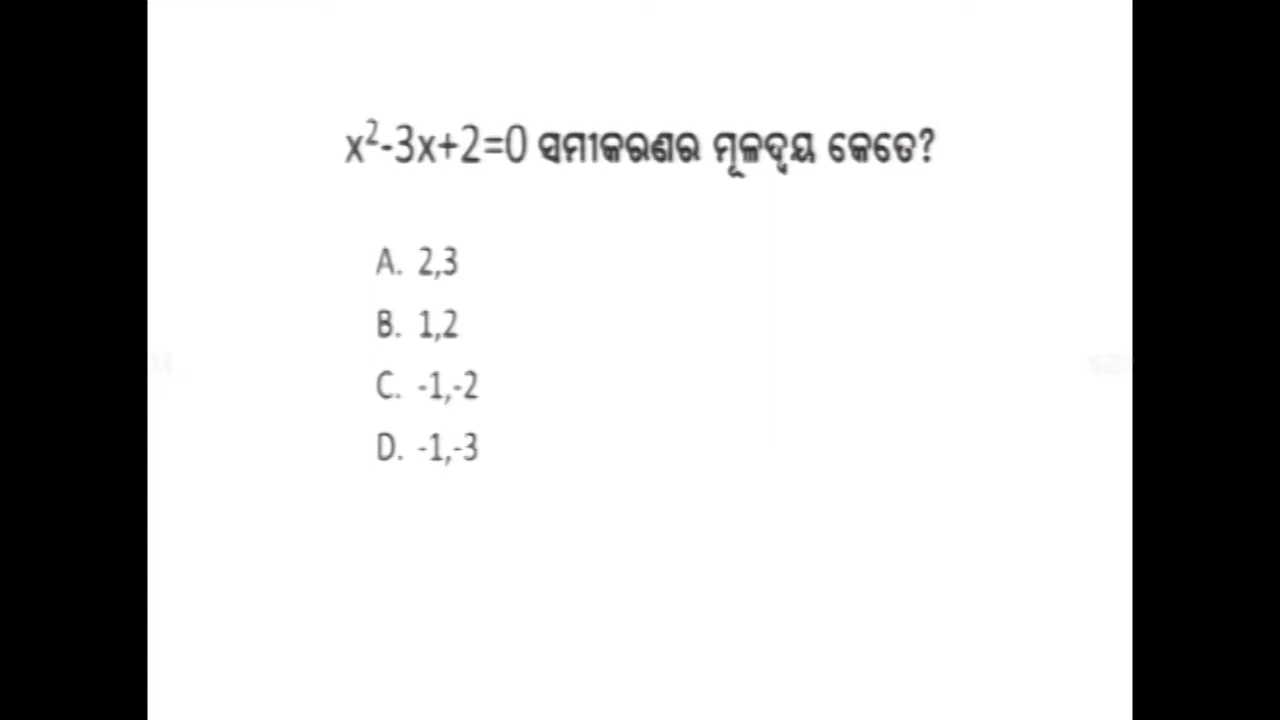 x²-3x+2=0 ସମୀକରଣର ମୂଳଦ୍ୱୟ କେତେ?
A. 2,3
B. 1,2
C. -1,-2
D. -1,-3